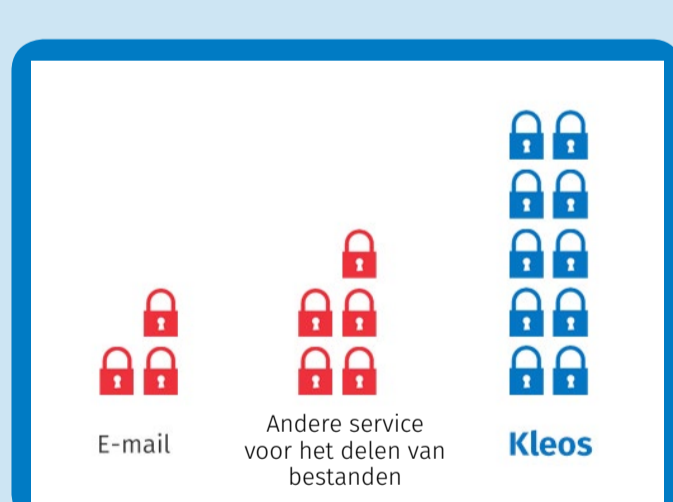 E-mail
Andere service
voor het delen van
bestanden
Kleos